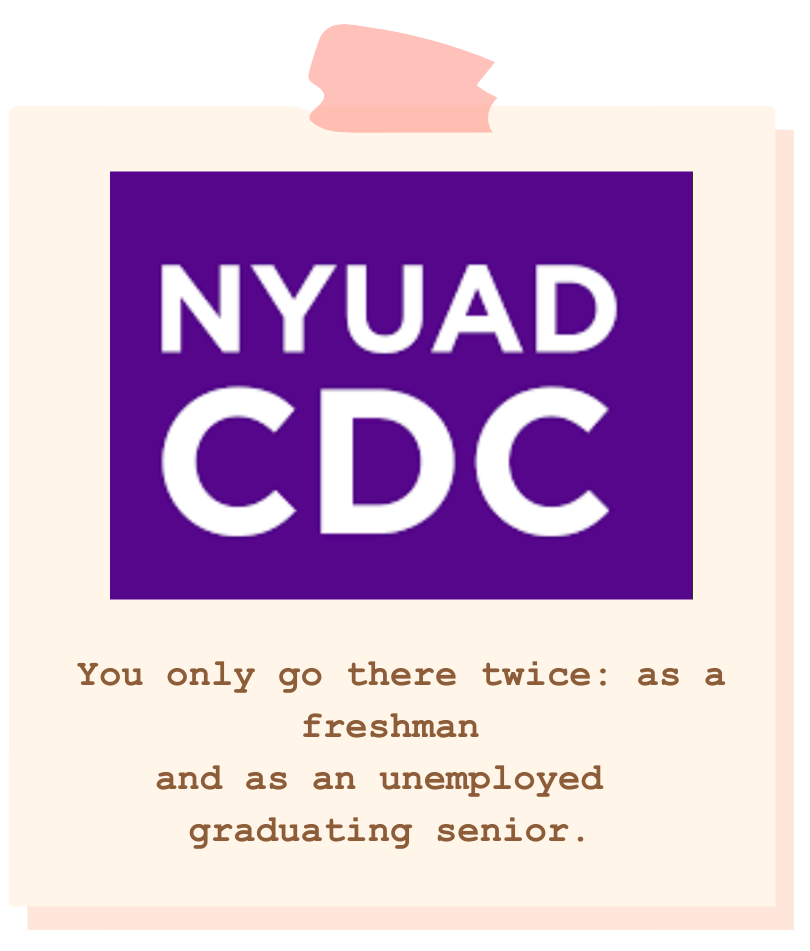 NYUAD
CDC
You only go there twice: as a
freshman
and as an unemployed
graduating senior.